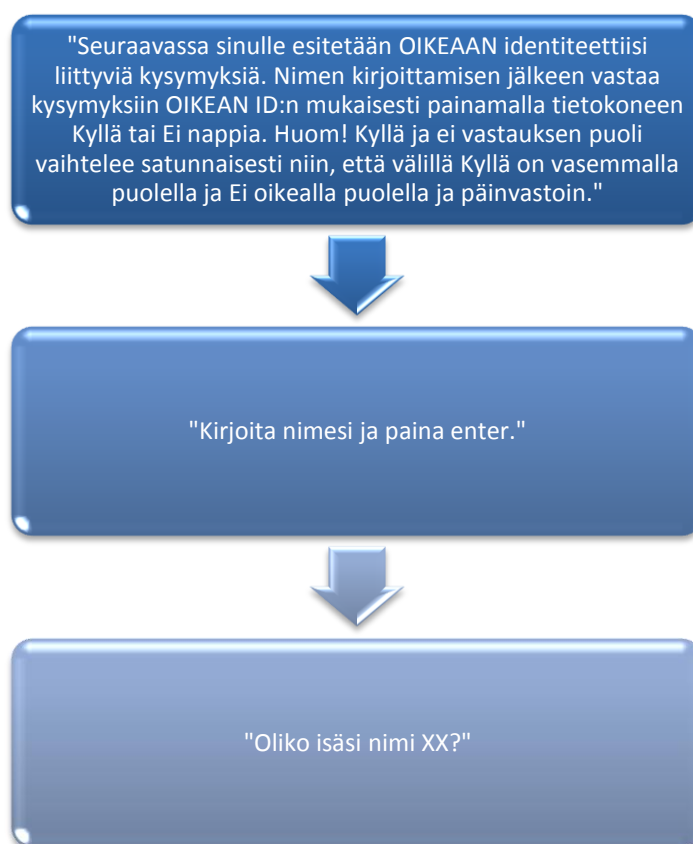 "Seuraavassa sinulle esitetään OIKEAAN identiteettiisi
liittyviä kysymyksiä. Nimen kirjoittamisen jälkeen vastaa
kysymyksiin OIKEAN ID:n mukaisesti painamalla tietokoneen
Kyllä tai Ei nappia. Huom! Kyllä ja ei vastauksen puoli
vaihtelee satunnaisesti niin, että välillä Kyllä on vasemmalla
puolella ja Ei oikealla puolella ja päinvastoin."
"Kirjoita nimesi ja paina enter."
"Oliko isäsi nimi XX?"